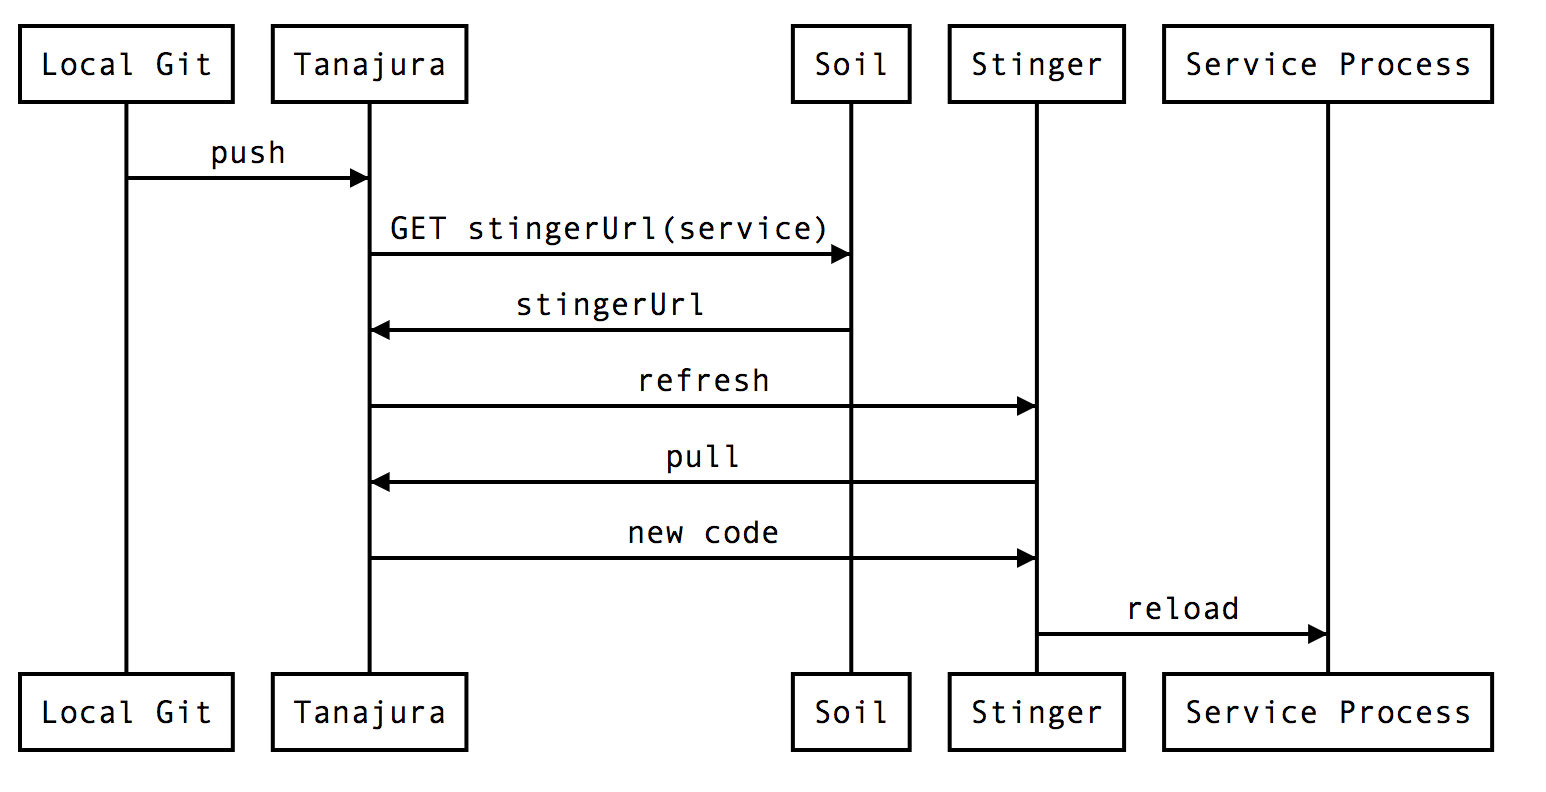 Local Git
Tanajura
Soil
Stinger
Service Process
push
GET stingerUrl(service)
stingerUrl
refresh
pull
new code
reload
Local Git
Tanajura
Soil
Stinger
Service Process